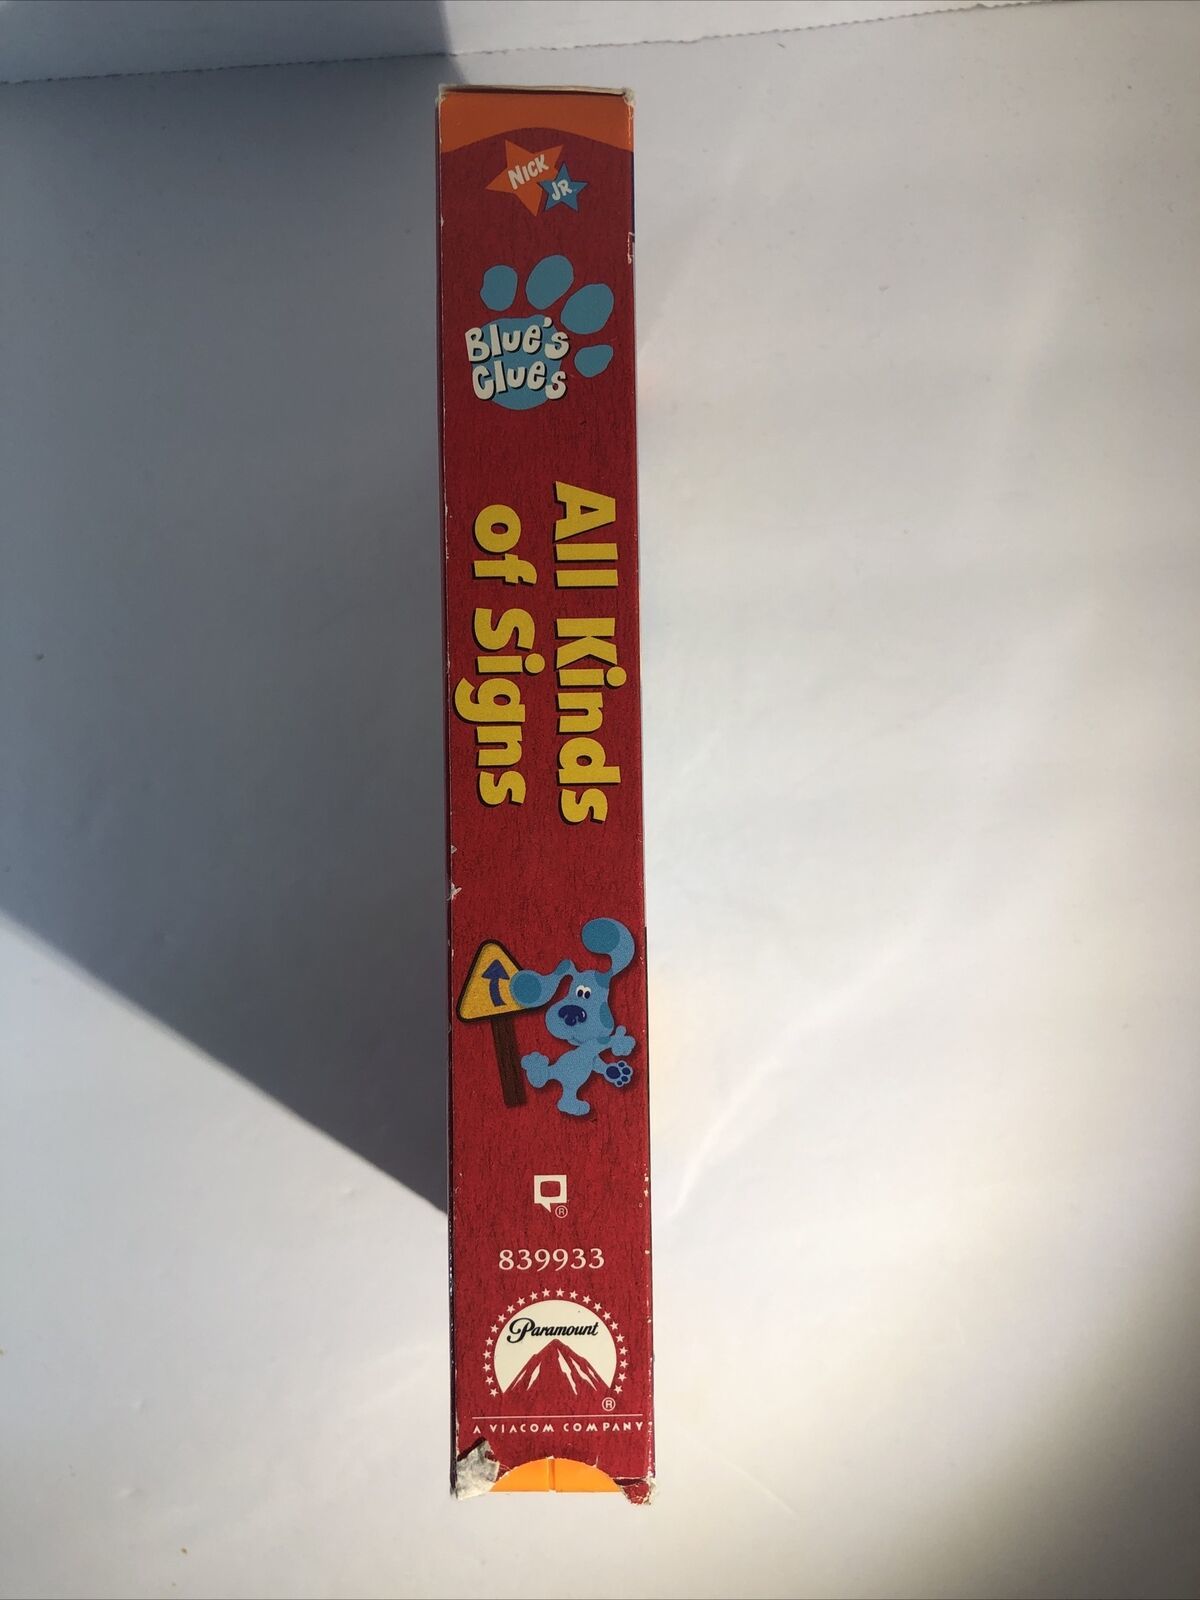 NICK
JR
Blue's
Clues
All Kinds
of Signs
®
839933
Paramount
®
A VIACOM COMPANY